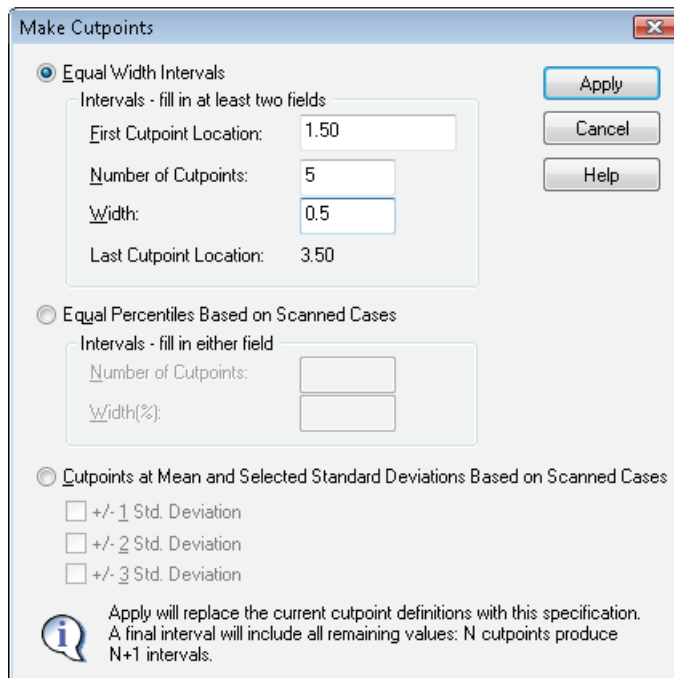 Make Cutpoints
Equal Width Intervals
Intervals - fill in at least two fields
First Cutpoint Location: 1.50
Number of Cutpoints: 5
Width: 0.5
Last Cutpoint Location: 3.50
Apply
Cancel
Help
Equal Percentiles Based on Scanned Cases
Intervals - fill in either field
Number of Cutpoints:
Width(%):
Cutpoints at Mean and Selected Standard Deviations Based on Scanned Cases
+/- 1 Std. Deviation
+/- 2 Std. Deviation
+/- 3 Std. Deviation
Apply will replace the current cutpoint definitions with this specification.
A final interval will include all remaining values: N cutpoints produce
N+1 intervals.